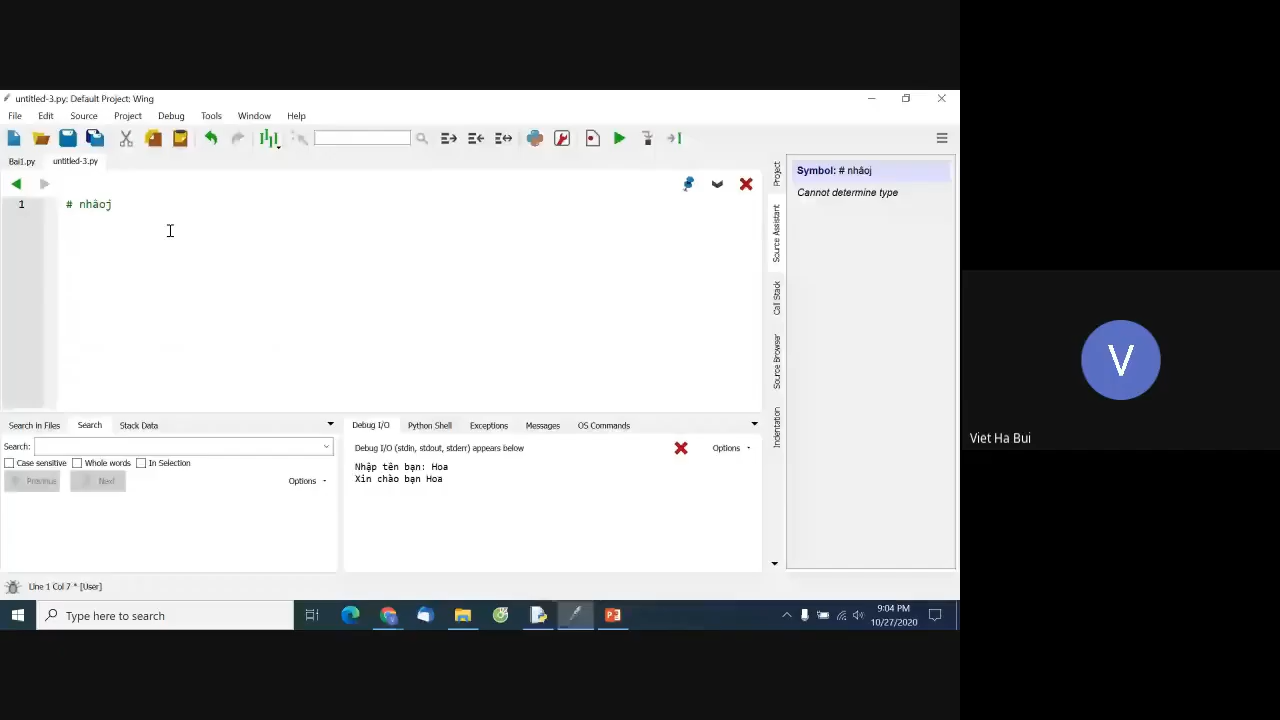 untitled-3.py: Default Project: Wing
File Edit Source Project Debug Tools Window Help
Bai1.py untitled-3.py
1 # nhâoj
Project
Source Assistant
Call Stack
Source Browser
Indentation
Symbol: # nhâoj
Cannot determine type
Search in Files Search Stack Data
Search:
Case sensitive Whole words In Selection
Previous Next Options
Debug I/O Python Shell Exceptions Messages OS Commands
Debug I/O (stdin, stdout, stderr) appears below Options
Nhập tên bạn: Hoa
Xin chào bạn Hoa
Line 1 Col 7 * [User]
Type here to search
9:04 PM
10/27/2020
V
Viet Ha Bui